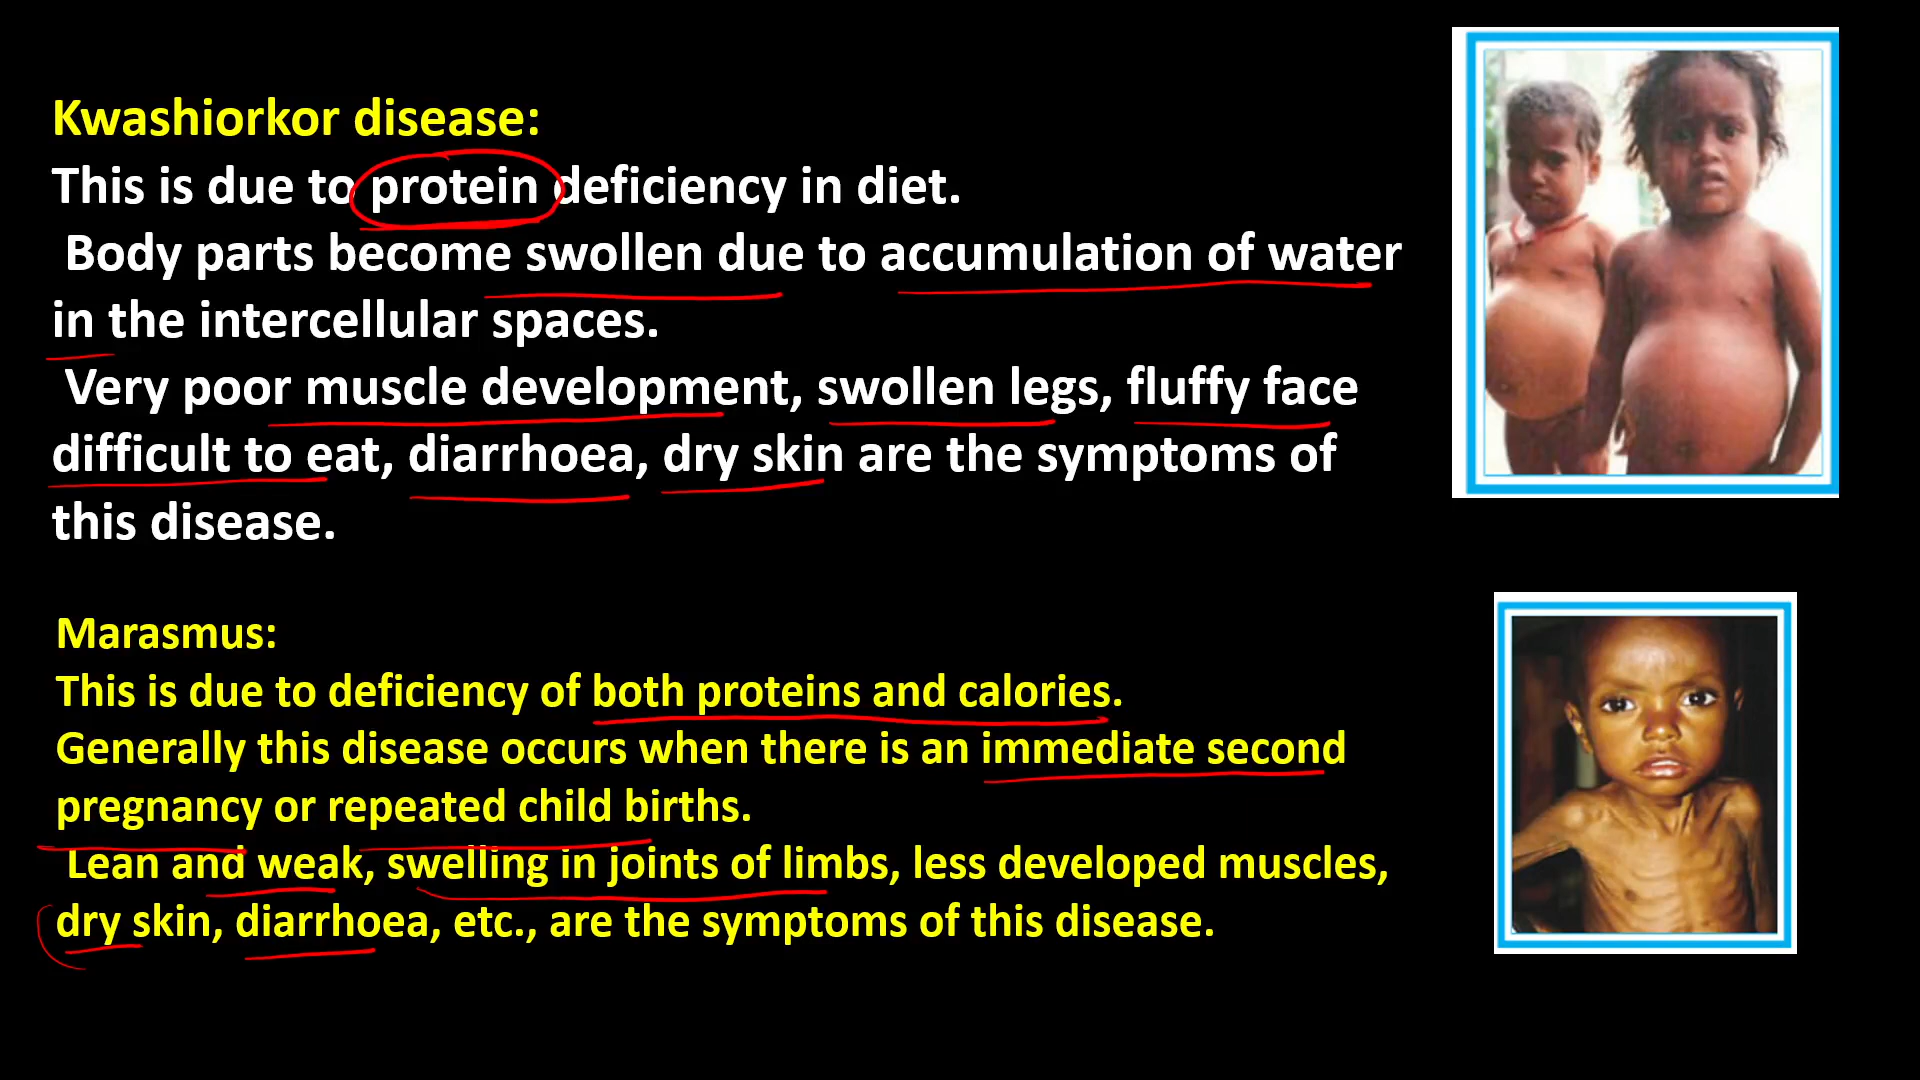 Kwashiorkor disease:
This is due to protein deficiency in diet.
Body parts become swollen due to accumulation of water
in the intercellular spaces.
Very poor muscle development, swollen legs, fluffy face
difficult to eat, diarrhoea, dry skin are the symptoms of
this disease.
Marasmus:
This is due to deficiency of both proteins and calories.
Generally this disease occurs when there is an immediate second
pregnancy or repeated child births.
Lean and weak, swelling in joints of limbs, less developed muscles,
dry skin, diarrhoea, etc., are the symptoms of this disease.